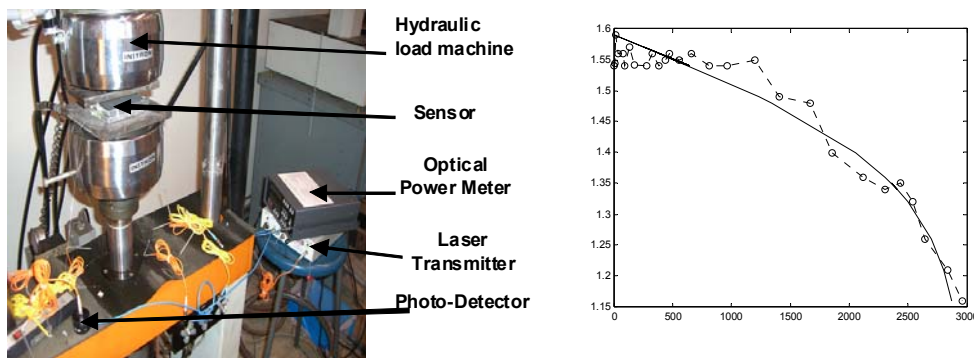 Hydraulic
load machine
INSTRON
Sensor
INSTRON
Optical
Power Meter
Laser
Transmitter
Photo-Detector
1.6
1.55
1.5
1.45
1.4
1.35
1.3
1.25
1.2
1.15
0 500 1000 1500 2000 2500 3000